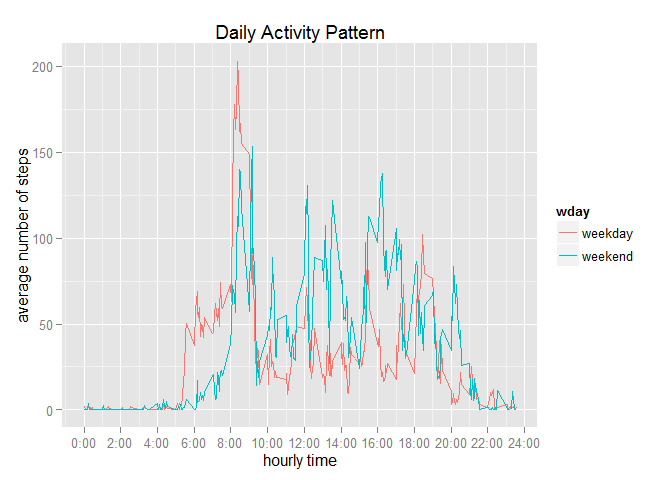 Daily Activity Pattern
average number of steps
200
150
100
50
0
0:00 2:00 4:00 6:00 8:00 10:00 12:00 14:00 16:00 18:00 20:00 22:00 24:00
hourly time
wday
weekday
weekend